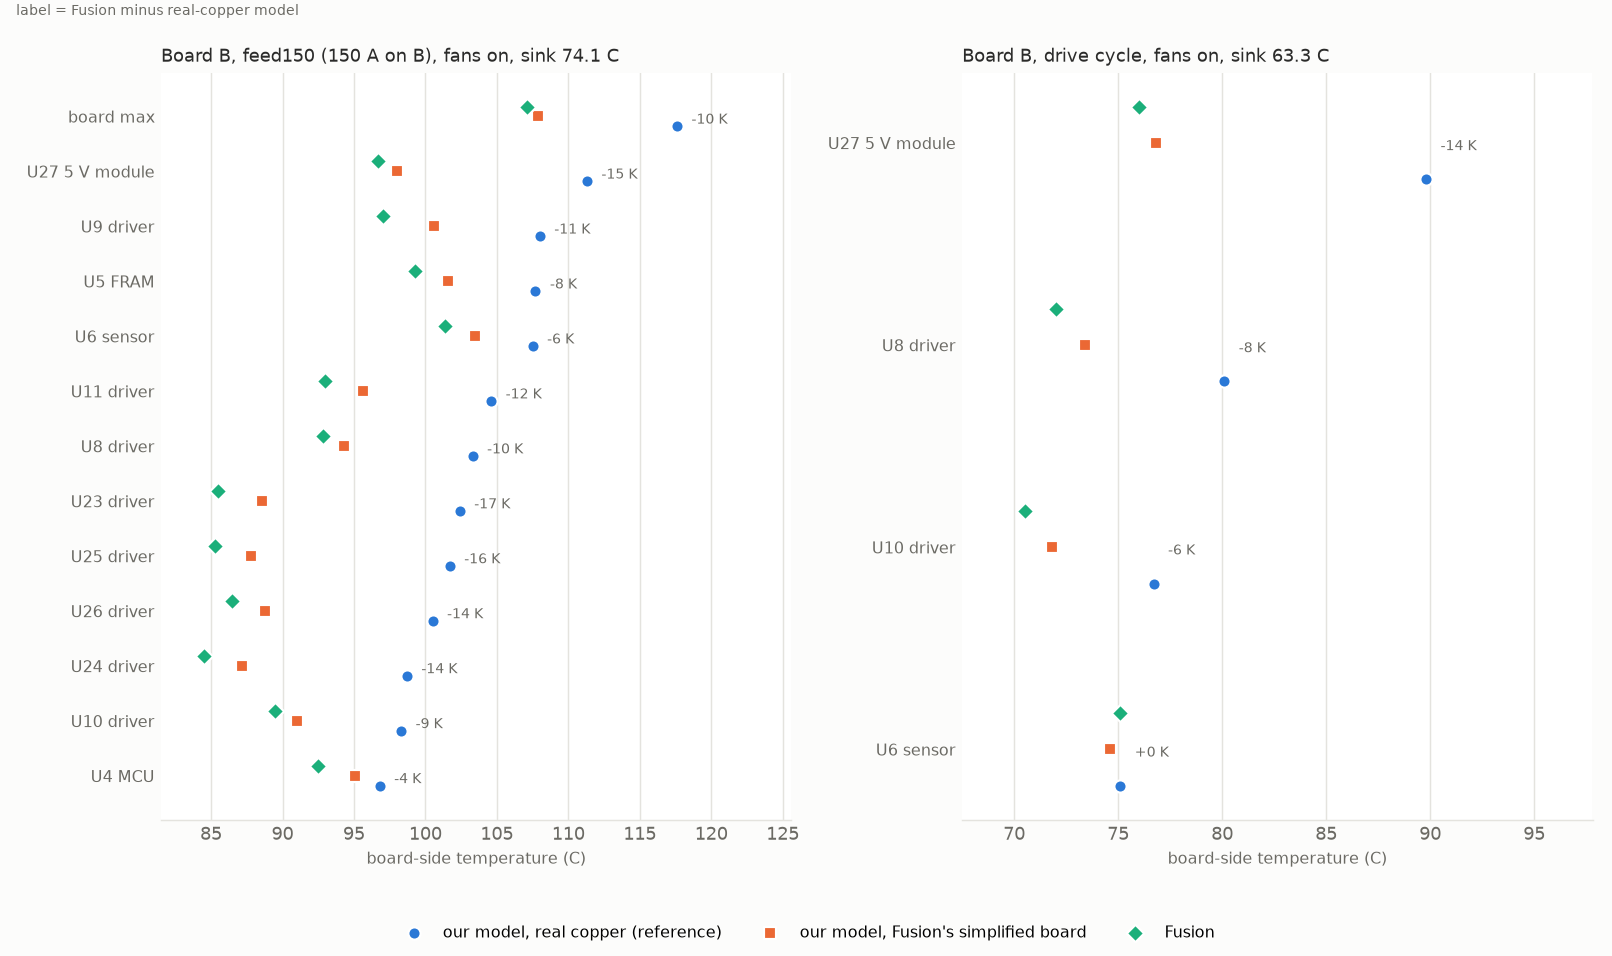 label = Fusion minus real-copper model
Board B, feed150 (150 A on B), fans on, sink 74.1 C
board max
-10 K
U27 5 V module
-15 K
U9 driver
-11 K
U5 FRAM
-8 K
U6 sensor
-6 K
U11 driver
-12 K
U8 driver
-10 K
U23 driver
-17 K
U25 driver
-16 K
U26 driver
-14 K
U24 driver
-14 K
U10 driver
-9 K
U4 MCU
-4 K
85 90 95 100 105 110 115 120 125
board-side temperature (C)
Board B, drive cycle, fans on, sink 63.3 C
U27 5 V module
-14 K
U8 driver
-8 K
U10 driver
-6 K
U6 sensor
+0 K
70 75 80 85 90 95
board-side temperature (C)
our model, real copper (reference)
our model, Fusion's simplified board
Fusion